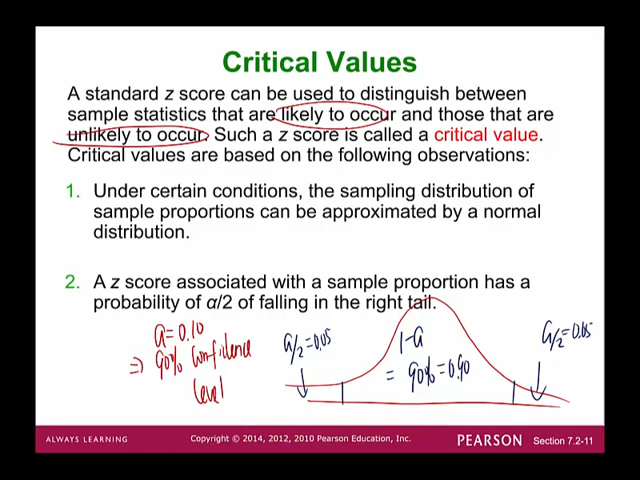 Critical Values
A standard z score can be used to distinguish between
sample statistics that are likely to occur and those that are
unlikely to occur. Such a z score is called a critical value.
Critical values are based on the following observations:
1. Under certain conditions, the sampling distribution of
sample proportions can be approximated by a normal
distribution.
2. A z score associated with a sample proportion has a
probability of α/2 of falling in the right tail.
α = 0.10
⇒ 90% Confidence
level
α/2 = 0.05
1-α
= 90% = 0.90
α/2 = 0.05
ALWAYS LEARNING
Copyright © 2014, 2012, 2010 Pearson Education, Inc.
PEARSON
Section 7.2-11